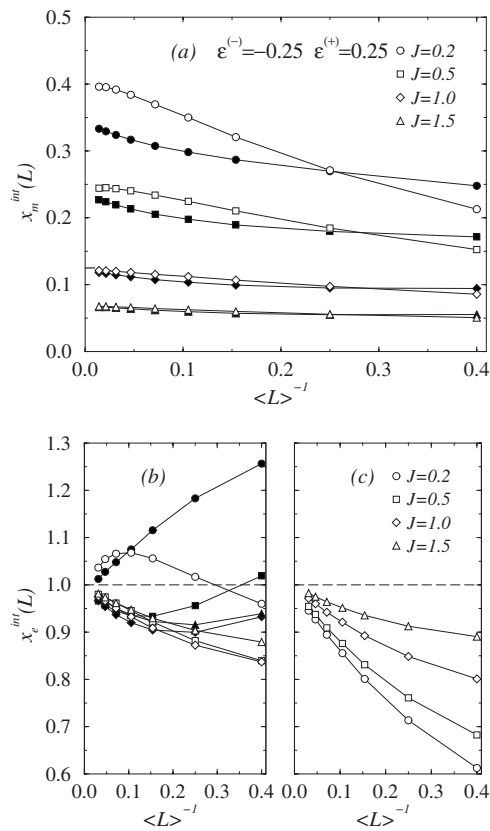 (a) ε(−)=−0.25 ε(+)=0.25
J=0.2
J=0.5
J=1.0
J=1.5
x_m^int(L)
0.4
0.3
0.2
0.1
0.0
0.0 0.1 0.2 0.3 0.4
<L>^-1
(b)
x_e^int(L)
1.3
1.2
1.1
1.0
0.9
0.8
0.7
0.6
0.0 0.1 0.2 0.3 0.4
<L>^-1
(c)
J=0.2
J=0.5
J=1.0
J=1.5
0.0 0.1 0.2 0.3 0.4
<L>^-1